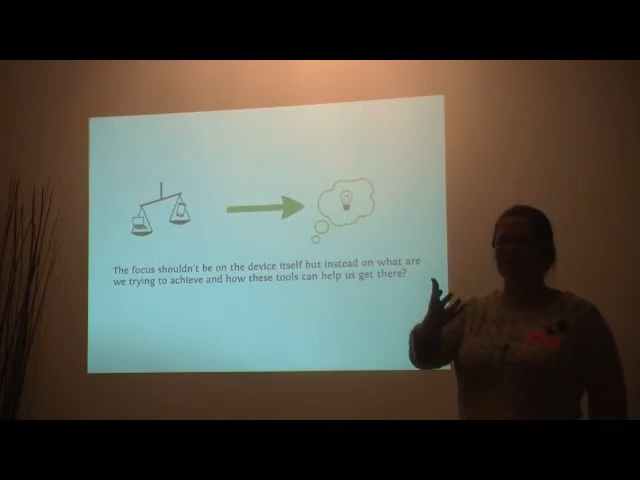 The focus shouldn't be on the device itself but instead on what are
we trying to achieve and how these tools can help us get there?